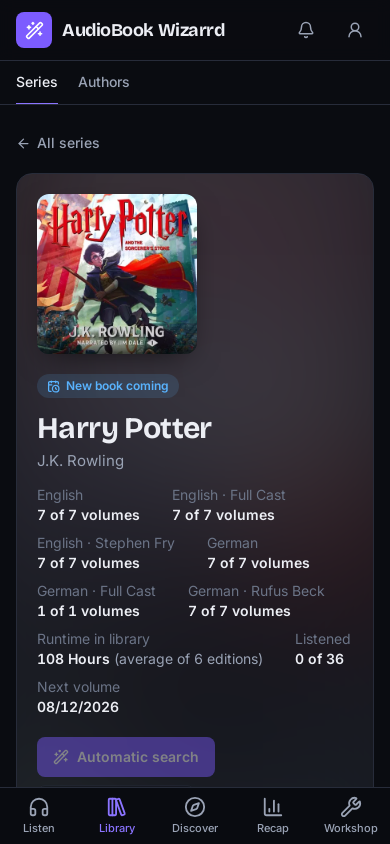 AudioBook Wizarrd
Series Authors
All series
Harry Potter
AND THE
SORCERER'S STONE
J.K. ROWLING
NARRATED BY JIM DALE
New book coming
Harry Potter
J.K. Rowling
English English · Full Cast
7 of 7 volumes 7 of 7 volumes
English · Stephen Fry German
7 of 7 volumes 7 of 7 volumes
German · Full Cast German · Rufus Beck
1 of 1 volumes 7 of 7 volumes
Runtime in library Listened
108 Hours (average of 6 editions) 0 of 36
Next volume
08/12/2026
Automatic search
Listen Library Discover Recap Workshop